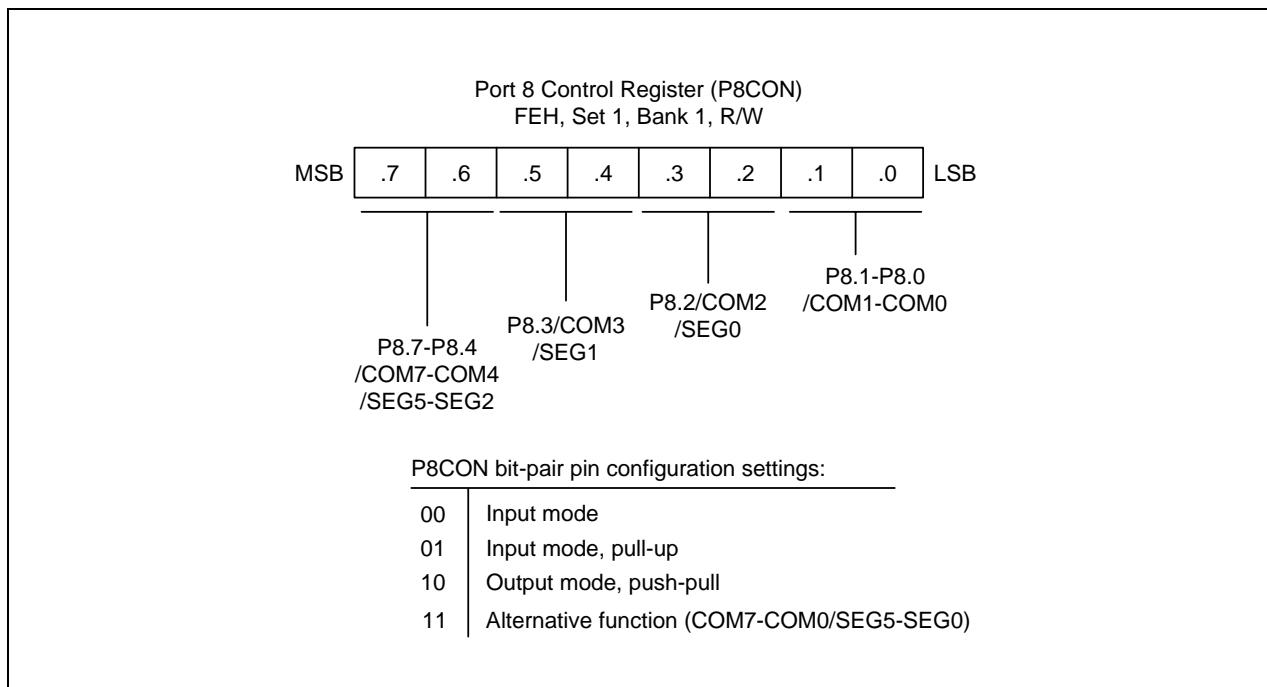 Port 8 Control Register (P8CON)
FEH, Set 1, Bank 1, R/W
MSB .7 .6 .5 .4 .3 .2 .1 .0 LSB
P8.7-P8.4
/COM7-COM4
/SEG5-SEG2
P8.3/COM3
/SEG1
P8.2/COM2
/SEG0
P8.1-P8.0
/COM1-COM0
P8CON bit-pair pin configuration settings:
00 Input mode
01 Input mode, pull-up
10 Output mode, push-pull
11 Alternative function (COM7-COM0/SEG5-SEG0)